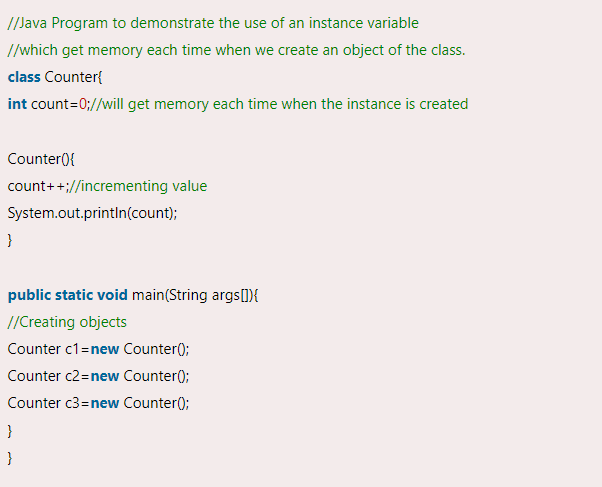 //Java Program to demonstrate the use of an instance variable
//which get memory each time when we create an object of the class.
class Counter{
int count=0;//will get memory each time when the instance is created
Counter(){
count++;//incrementing value
System.out.println(count);
}
public static void main(String args[]){
//Creating objects
Counter c1=new Counter();
Counter c2=new Counter();
Counter c3=new Counter();
}
}